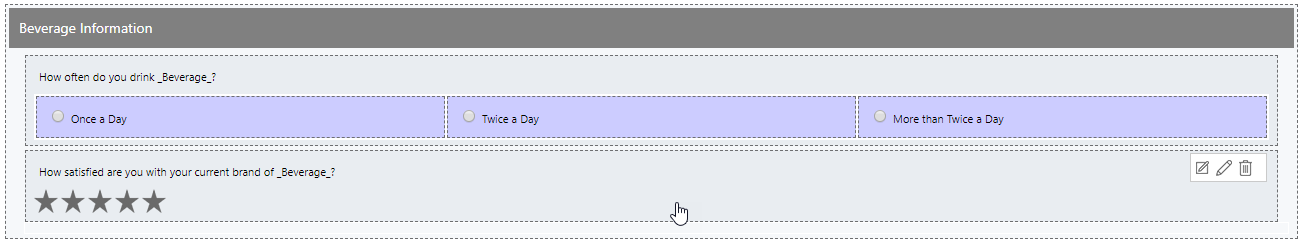 Beverage Information
How often do you drink _Beverage_?
Once a Day
Twice a Day
More than Twice a Day
How satisfied are you with your current brand of _Beverage_?